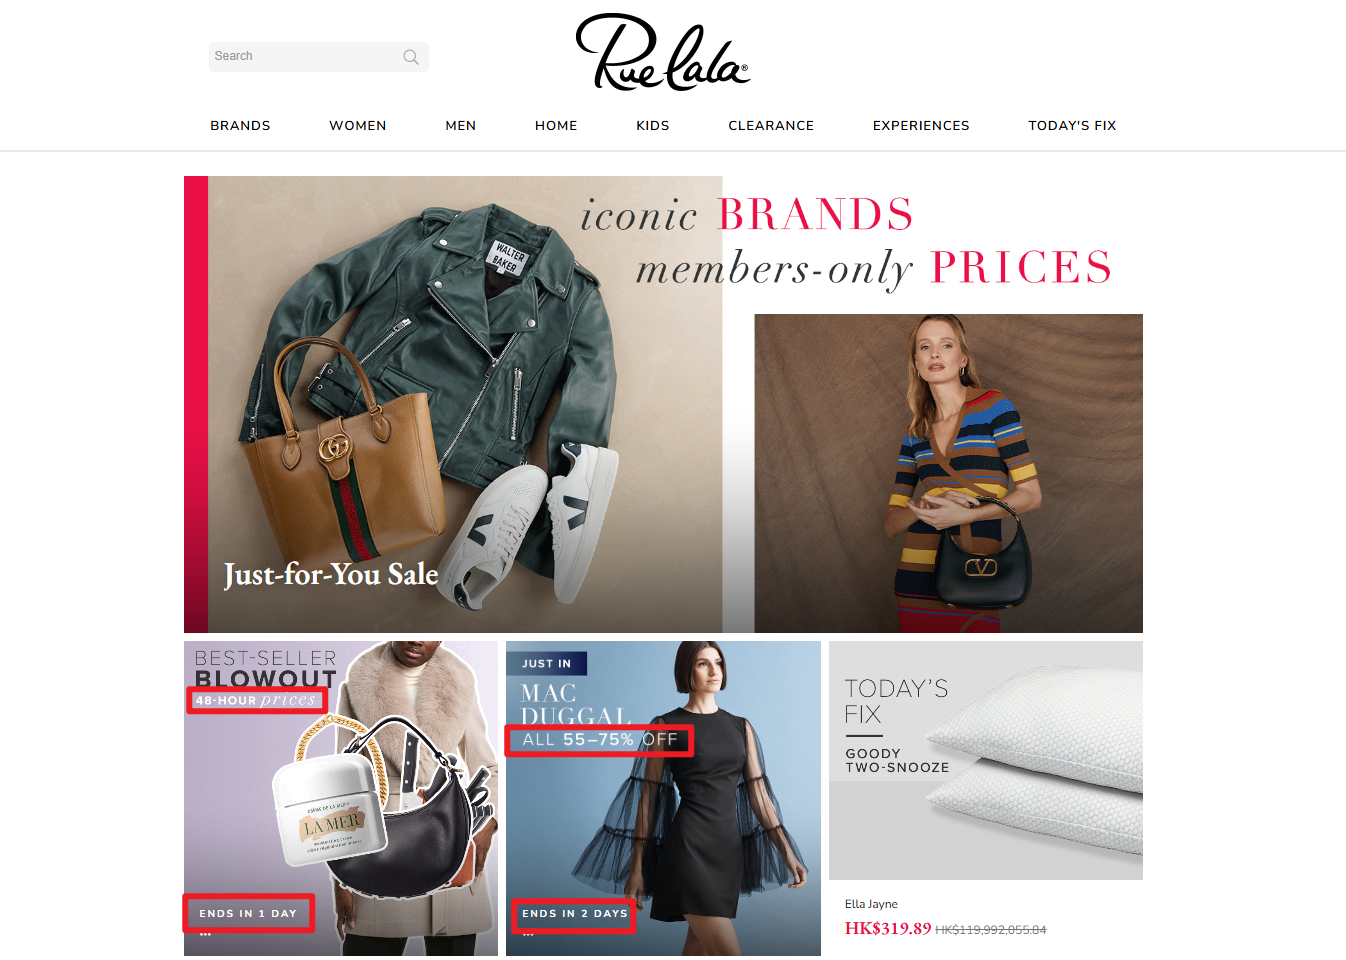 Search
Rue lala®
BRANDS WOMEN MEN HOME KIDS CLEARANCE EXPERIENCES TODAY'S FIX
iconic BRANDS
members-only PRICES
WALTER
BAKER
Just-for-You Sale
BEST-SELLER
BLOWOUT
48-HOUR prices
LA MER
ENDS IN 1 DAY
JUST IN
MAC
DUGGAL
ALL 55–75% OFF
ENDS IN 2 DAYS
TODAY'S
FIX
GOODY
TWO-SNOOZE
Ella Jayne
HK$319.89 HK$119,992,055.84